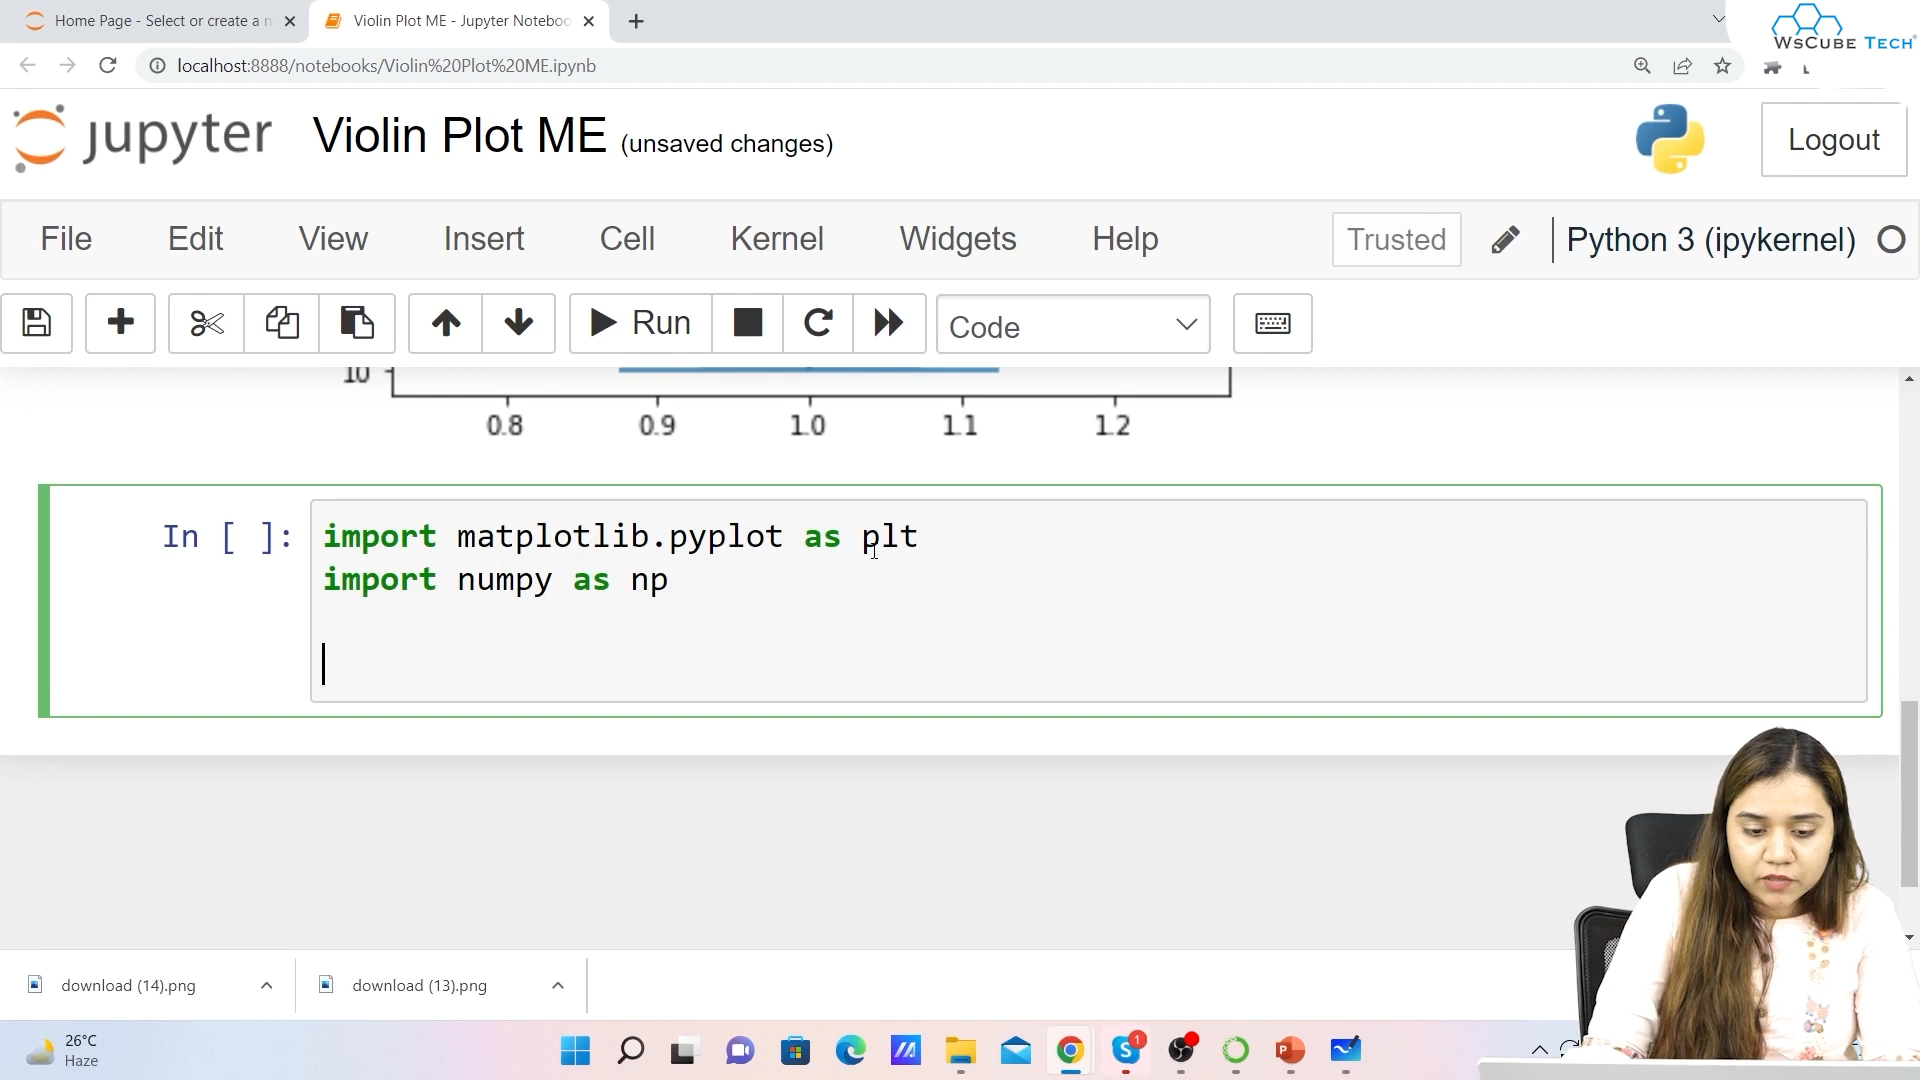 Home Page - Select or create a n
Violin Plot ME - Jupyter Noteboo
WsCube Tech
localhost:8888/notebooks/Violin%20Plot%20ME.ipynb
jupyter
Violin Plot ME (unsaved changes)
Logout
File Edit View Insert Cell Kernel Widgets Help
Trusted
Python 3 (ipykernel)
Run
Code
10
0.8 0.9 1.0 1.1 1.2
In [ ]: import matplotlib.pyplot as plt
import numpy as np
download (14).png
download (13).png
26°C
Haze
1